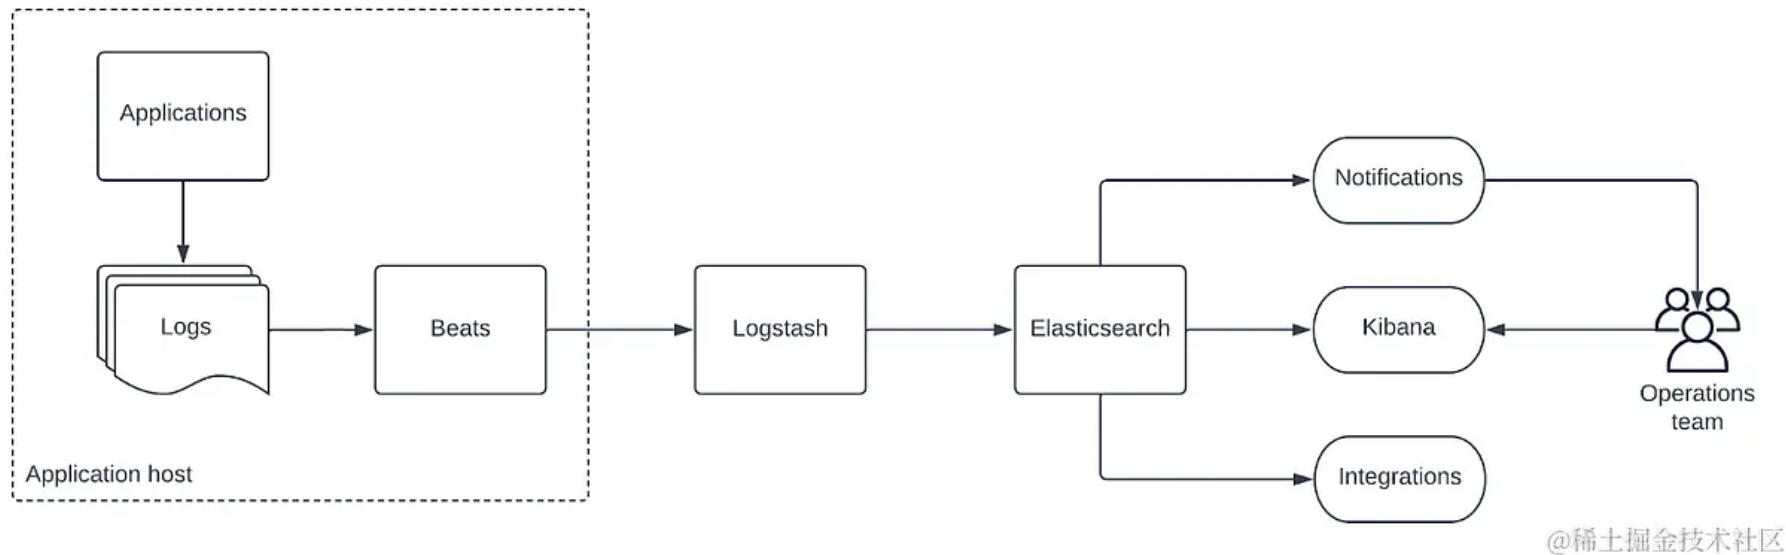 Applications
Logs
Beats
Application host
Logstash
Elasticsearch
Notifications
Kibana
Integrations
Operations
team
@稀土掘金技术社区